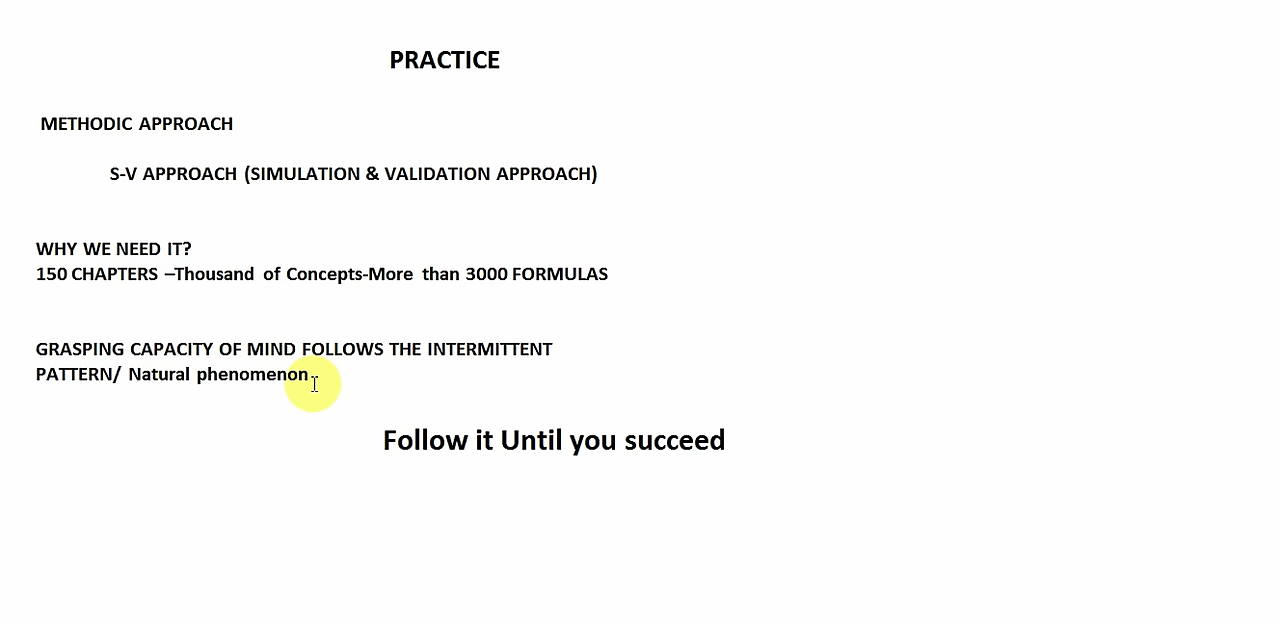 PRACTICE
METHODIC APPROACH
S-V APPROACH (SIMULATION & VALIDATION APPROACH)
WHY WE NEED IT?
150 CHAPTERS –Thousand of Concepts-More than 3000 FORMULAS
GRASPING CAPACITY OF MIND FOLLOWS THE INTERMITTENT
PATTERN/ Natural phenomenon..
Follow it Until you succeed